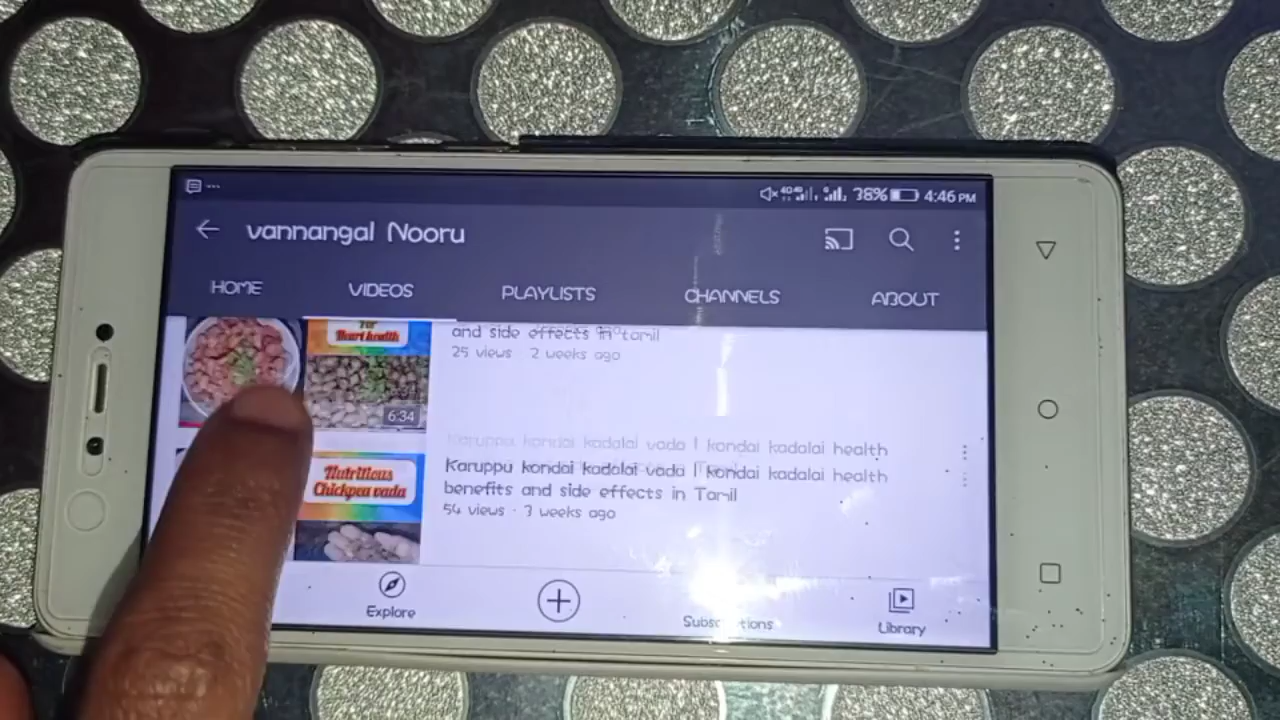 4G 4G 38% 4:46 PM
← vannangal Nooru
HOME VIDEOS PLAYLISTS CHANNELS ABOUT
For
Heart health
6:34
and side effects in tamil
25 views · 2 weeks ago
Karuppu kondai kadalai vada | kondai kadalai health
Nutritious
Chickpea vada
Karuppu kondai kadalai vada | kondai kadalai health
benefits and side effects in Tamil
54 views · 3 weeks ago
Explore
Subscriptions
Library